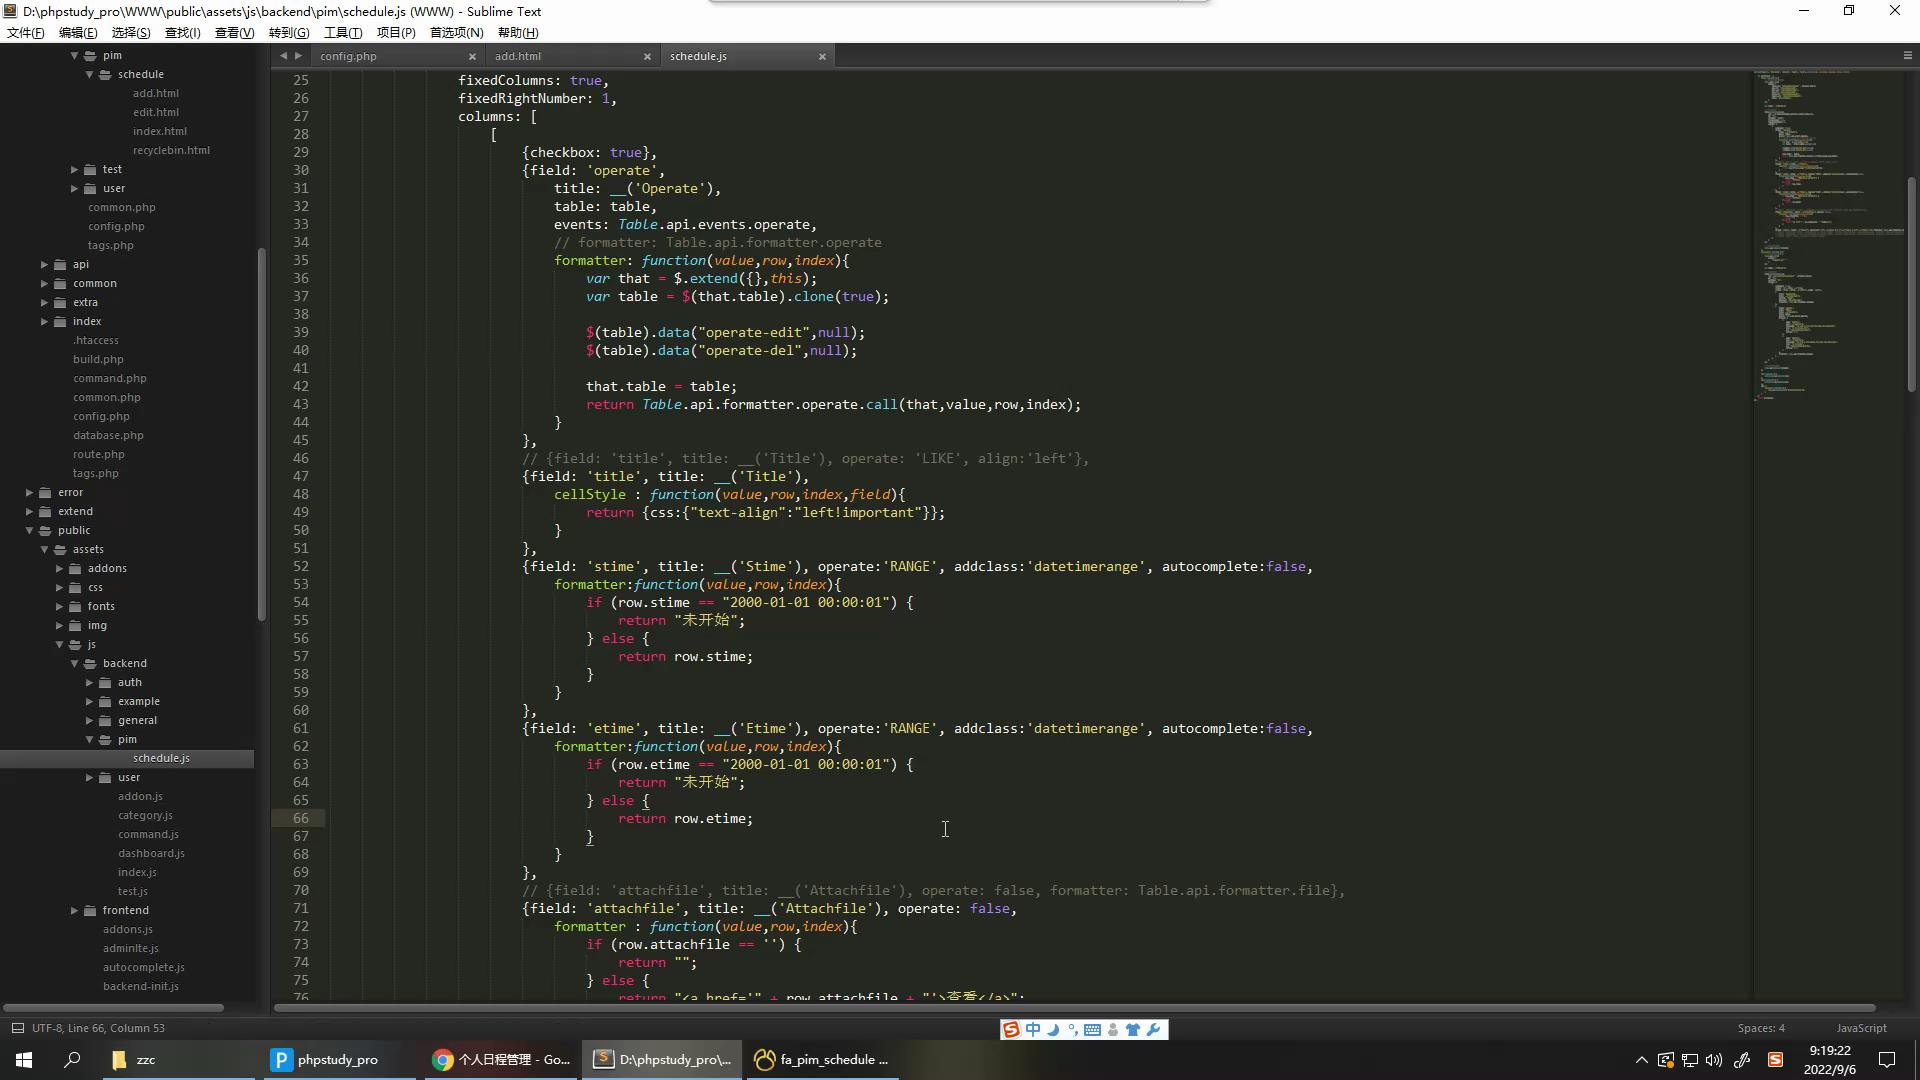 D:\phpstudy_pro\WWW\public\assets\js\backend\pim\schedule.js (WWW) - Sublime Text
文件(F) 编辑(E) 选择(S) 查找(I) 查看(V) 转到(G) 工具(T) 项目(P) 首选项(N) 帮助(H)
config.php add.html schedule.js
pim
schedule
add.html
edit.html
index.html
recyclebin.html
test
user
common.php
config.php
tags.php
api
common
extra
index
.htaccess
build.php
command.php
common.php
config.php
database.php
route.php
tags.php
error
extend
public
assets
addons
css
fonts
img
js
backend
auth
example
general
pim
schedule.js
user
addon.js
category.js
command.js
dashboard.js
index.js
test.js
frontend
addons.js
adminlte.js
autocomplete.js
backend-init.js
25 fixedColumns: true,
26 fixedRightNumber: 1,
27 columns: [
28 [
29 {checkbox: true},
30 {field: 'operate',
31 title: __('Operate'),
32 table: table,
33 events: Table.api.events.operate,
34 // formatter: Table.api.formatter.operate
35 formatter: function(value,row,index){
36 var that = $.extend({},this);
37 var table = $(that.table).clone(true);
38
39 $(table).data("operate-edit",null);
40 $(table).data("operate-del",null);
41
42 that.table = table;
43 return Table.api.formatter.operate.call(that,value,row,index);
44 }
45 },
46 // {field: 'title', title: __('Title'), operate: 'LIKE', align:'left'},
47 {field: 'title', title: __('Title'),
48 cellStyle : function(value,row,index,field){
49 return {css:{"text-align":"left!important"}};
50 }
51 },
52 {field: 'stime', title: __('Stime'), operate:'RANGE', addclass:'datetimerange', autocomplete:false,
53 formatter:function(value,row,index){
54 if (row.stime == "2000-01-01 00:00:01") {
55 return "未开始";
56 } else {
57 return row.stime;
58 }
59 }
60 },
61 {field: 'etime', title: __('Etime'), operate:'RANGE', addclass:'datetimerange', autocomplete:false,
62 formatter:function(value,row,index){
63 if (row.etime == "2000-01-01 00:00:01") {
64 return "未开始";
65 } else {
66 return row.etime;
67 }
68 }
69 },
70 // {field: 'attachfile', title: __('Attachfile'), operate: false, formatter: Table.api.formatter.file},
71 {field: 'attachfile', title: __('Attachfile'), operate: false,
72 formatter : function(value,row,index){
73 if (row.attachfile == '') {
74 return "";
75 } else {
76 return "<a href='" + row.attachfile + "'>查看</a>";
UTF-8, Line 66, Column 53
中
Spaces: 4 JavaScript
zzc phpstudy_pro 个人日程管理 - Go... D:\phpstudy_pro\... fa_pim_schedule ...
9:19:22
2022/9/6